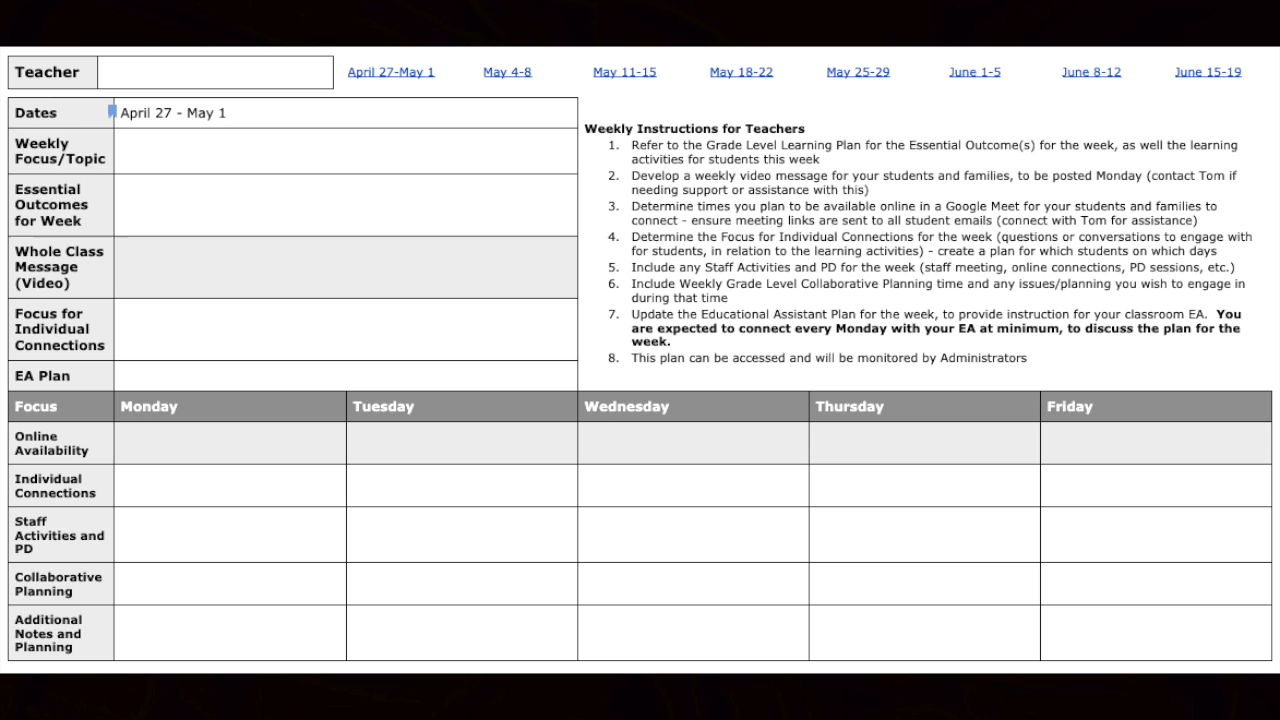 Teacher
April 27-May 1 May 4-8 May 11-15 May 18-22 May 25-29 June 1-5 June 8-12 June 15-19
Dates
April 27 - May 1
Weekly
Focus/Topic
Essential
Outcomes
for Week
Whole Class
Message
(Video)
Focus for
Individual
Connections
EA Plan
Weekly Instructions for Teachers
1. Refer to the Grade Level Learning Plan for the Essential Outcome(s) for the week, as well the learning
activities for students this week
2. Develop a weekly video message for your students and families, to be posted Monday (contact Tom if
needing support or assistance with this)
3. Determine times you plan to be available online in a Google Meet for your students and families to
connect - ensure meeting links are sent to all student emails (connect with Tom for assistance)
4. Determine the Focus for Individual Connections for the week (questions or conversations to engage with
for students, in relation to the learning activities) - create a plan for which students on which days
5. Include any Staff Activities and PD for the week (staff meeting, online connections, PD sessions, etc.)
6. Include Weekly Grade Level Collaborative Planning time and any issues/planning you wish to engage in
during that time
7. Update the Educational Assistant Plan for the week, to provide instruction for your classroom EA. You
are expected to connect every Monday with your EA at minimum, to discuss the plan for the
week.
8. This plan can be accessed and will be monitored by Administrators
Focus Monday Tuesday Wednesday Thursday Friday
Online
Availability
Individual
Connections
Staff
Activities and
PD
Collaborative
Planning
Additional
Notes and
Planning